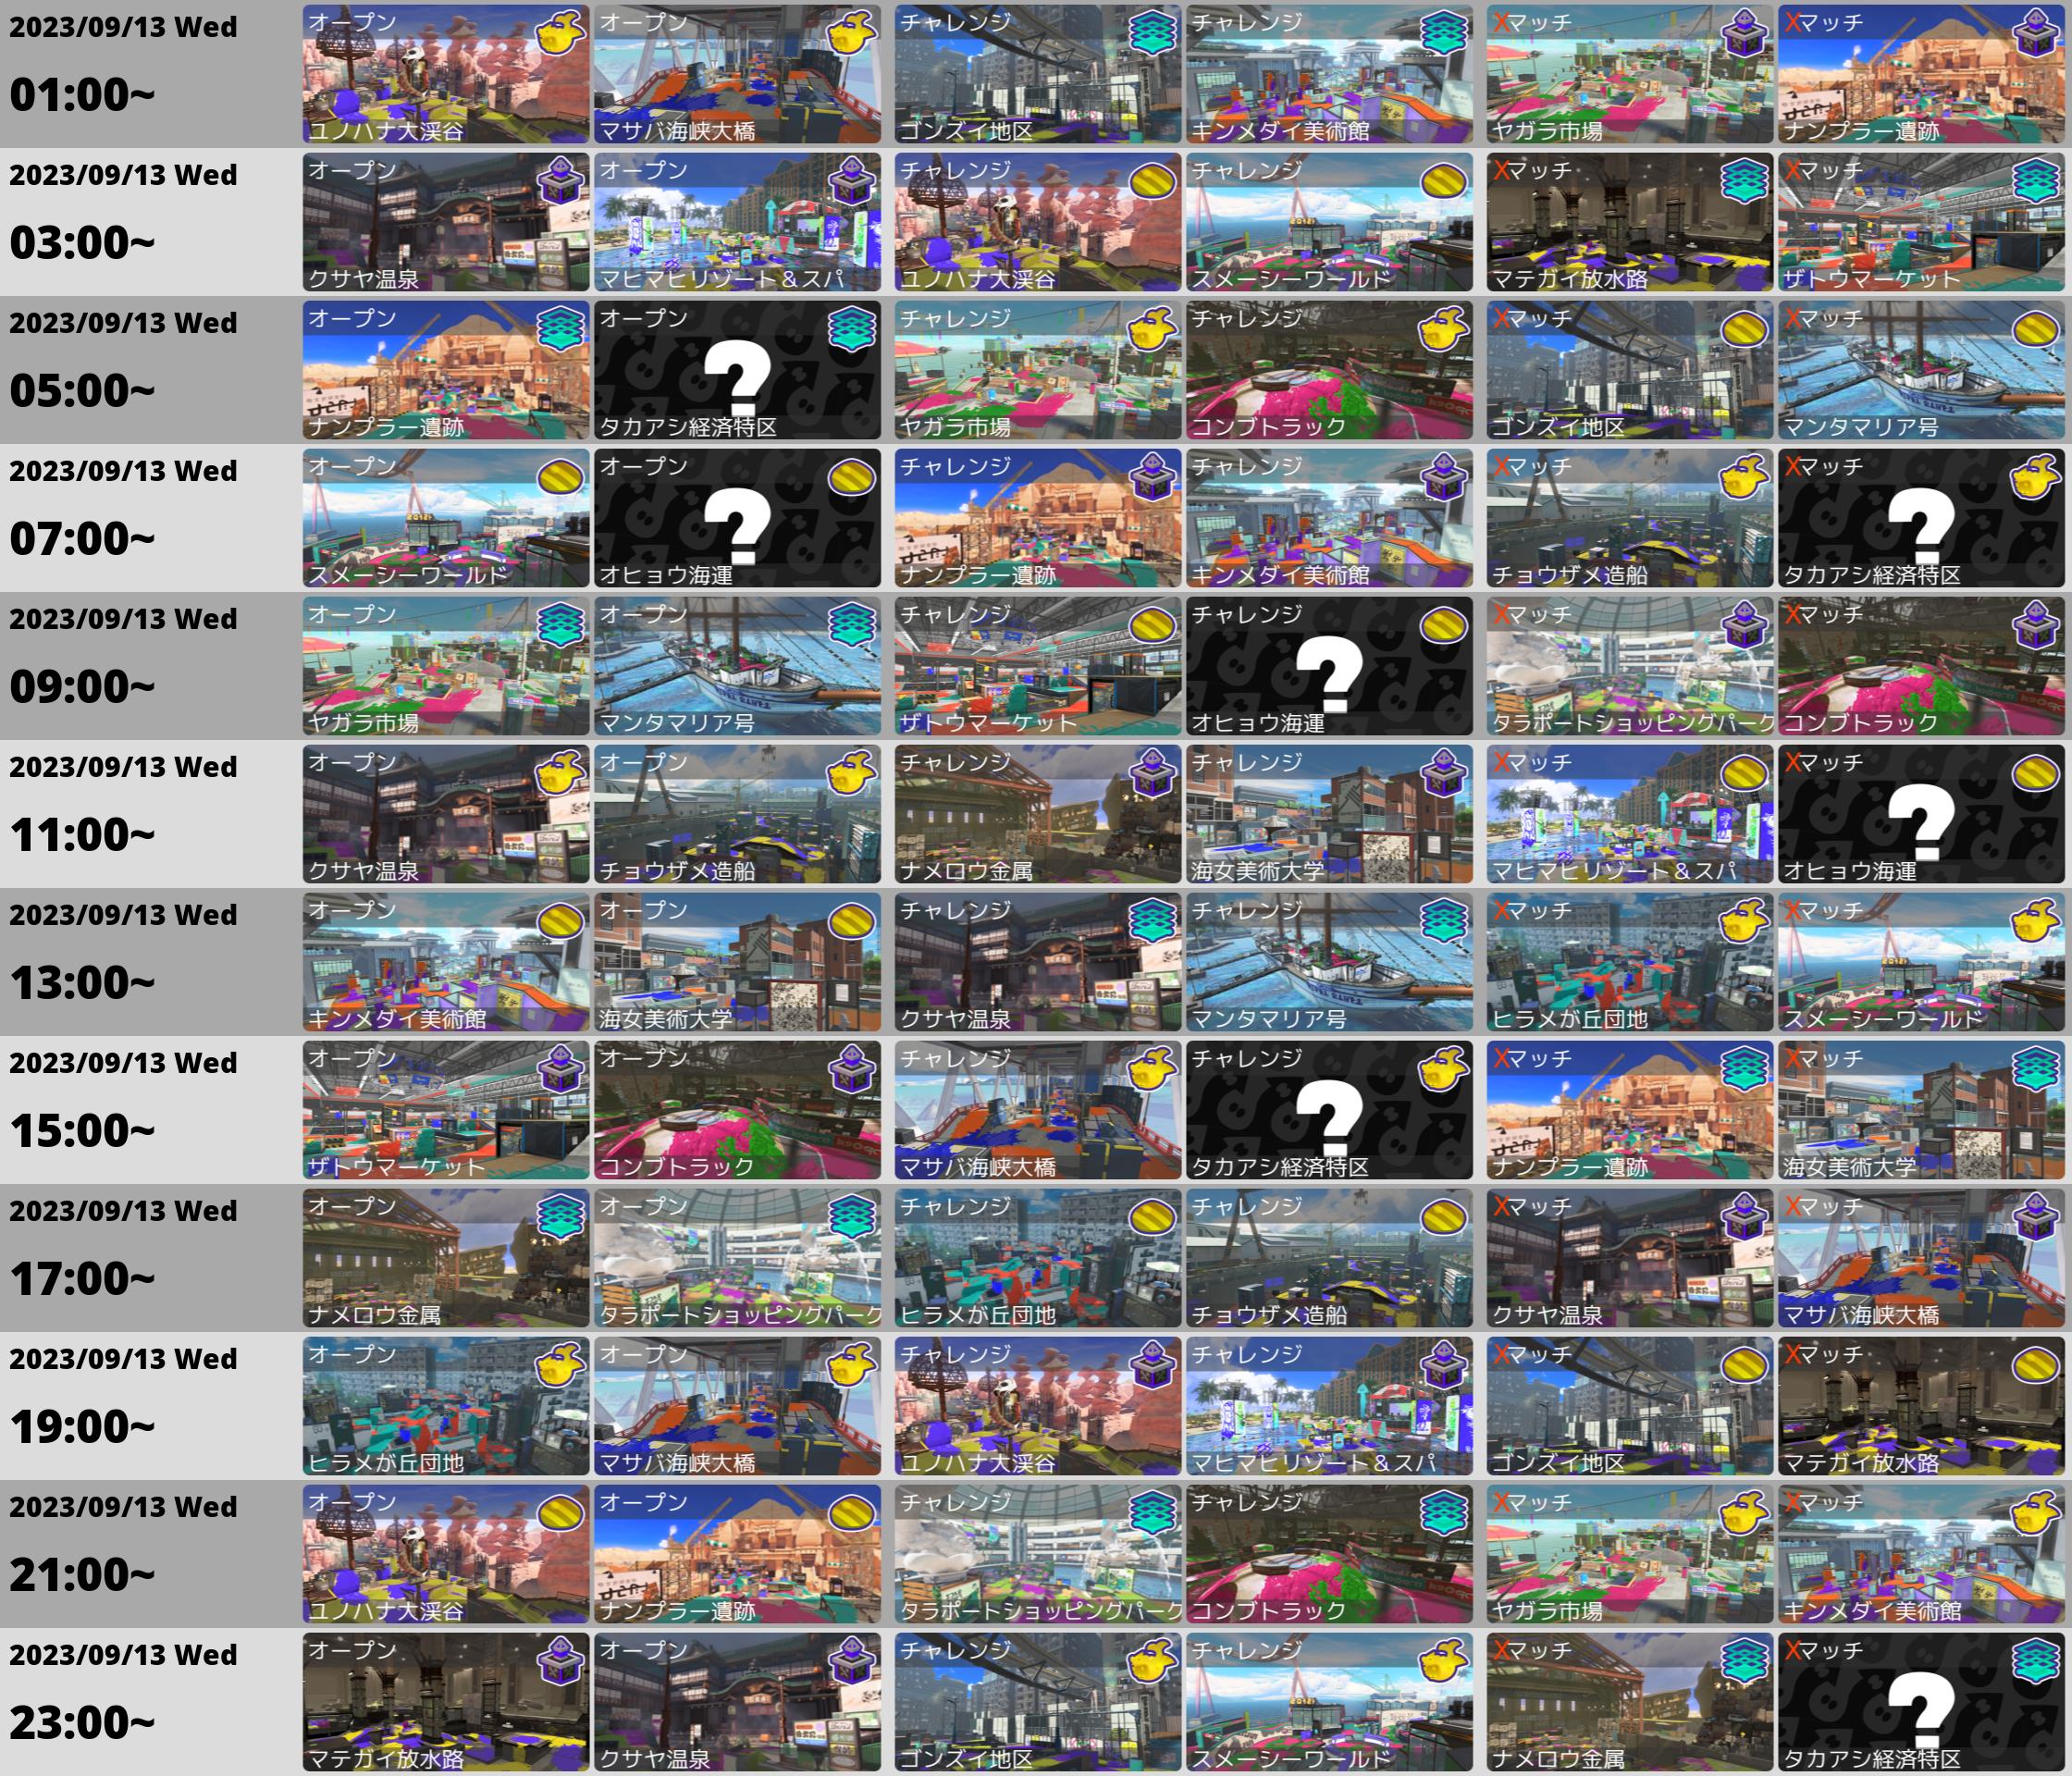 2023/09/13 Wed
01:00~
オープン
ユノハナ大渓谷
オープン
マサバ海峡大橋
チャレンジ
ゴンズイ地区
チャレンジ
キンメダイ美術館
Xマッチ
ヤガラ市場
Xマッチ
ナンプラー遺跡
2023/09/13 Wed
03:00~
オープン
クサヤ温泉
オープン
マヒマヒリゾート＆スパ
チャレンジ
ユノハナ大渓谷
チャレンジ
スメーシーワールド
Xマッチ
マテガイ放水路
Xマッチ
ザトウマーケット
2023/09/13 Wed
05:00~
オープン
ナンプラー遺跡
オープン
?
タカアシ経済特区
チャレンジ
ヤガラ市場
チャレンジ
コンブトラック
Xマッチ
ゴンズイ地区
Xマッチ
マンタマリア号
2023/09/13 Wed
07:00~
オープン
スメーシーワールド
オープン
?
オヒョウ海運
チャレンジ
ナンプラー遺跡
チャレンジ
キンメダイ美術館
Xマッチ
チョウザメ造船
Xマッチ
?
タカアシ経済特区
2023/09/13 Wed
09:00~
オープン
ヤガラ市場
オープン
マンタマリア号
チャレンジ
ザトウマーケット
チャレンジ
?
オヒョウ海運
Xマッチ
タラポートショッピングパーク
Xマッチ
コンブトラック
2023/09/13 Wed
11:00~
オープン
クサヤ温泉
オープン
チョウザメ造船
チャレンジ
ナメロウ金属
チャレンジ
海女美術大学
Xマッチ
マヒマヒリゾート＆スパ
Xマッチ
?
オヒョウ海運
2023/09/13 Wed
13:00~
オープン
キンメダイ美術館
オープン
海女美術大学
チャレンジ
クサヤ温泉
チャレンジ
マンタマリア号
Xマッチ
ヒラメが丘団地
Xマッチ
スメーシーワールド
2023/09/13 Wed
15:00~
オープン
ザトウマーケット
オープン
コンブトラック
チャレンジ
マサバ海峡大橋
チャレンジ
?
タカアシ経済特区
Xマッチ
ナンプラー遺跡
Xマッチ
海女美術大学
2023/09/13 Wed
17:00~
オープン
ナメロウ金属
オープン
タラポートショッピングパーク
チャレンジ
ヒラメが丘団地
チャレンジ
チョウザメ造船
Xマッチ
クサヤ温泉
Xマッチ
マサバ海峡大橋
2023/09/13 Wed
19:00~
オープン
ヒラメが丘団地
オープン
マサバ海峡大橋
チャレンジ
ユノハナ大渓谷
チャレンジ
マヒマヒリゾート＆スパ
Xマッチ
ゴンズイ地区
Xマッチ
マテガイ放水路
2023/09/13 Wed
21:00~
オープン
ユノハナ大渓谷
オープン
ナンプラー遺跡
チャレンジ
タラポートショッピングパーク
チャレンジ
コンブトラック
Xマッチ
ヤガラ市場
Xマッチ
キンメダイ美術館
2023/09/13 Wed
23:00~
オープン
マテガイ放水路
オープン
クサヤ温泉
チャレンジ
ゴンズイ地区
チャレンジ
スメーシーワールド
Xマッチ
ナメロウ金属
Xマッチ
?
タカアシ経済特区